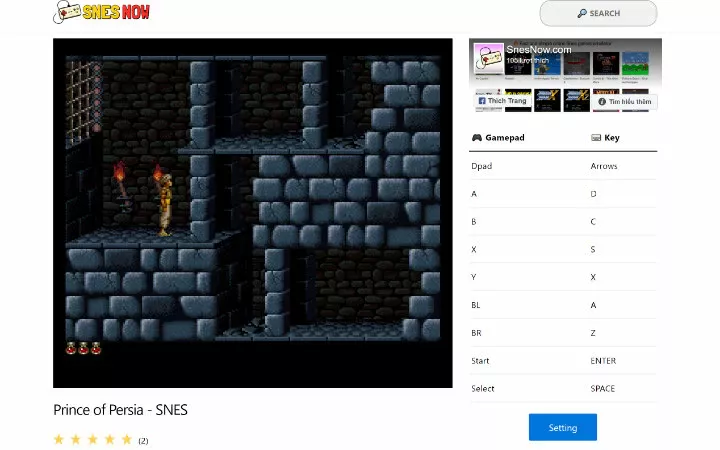 SNES NOW
SEARCH
SnesNow.com
Thích Trang
Tìm hiểu thêm
Gamepad Key
Dpad Arrows
A D
B C
X S
Y X
BL A
BR Z
Start ENTER
Select SPACE
Setting
Prince of Persia - SNES
(2)